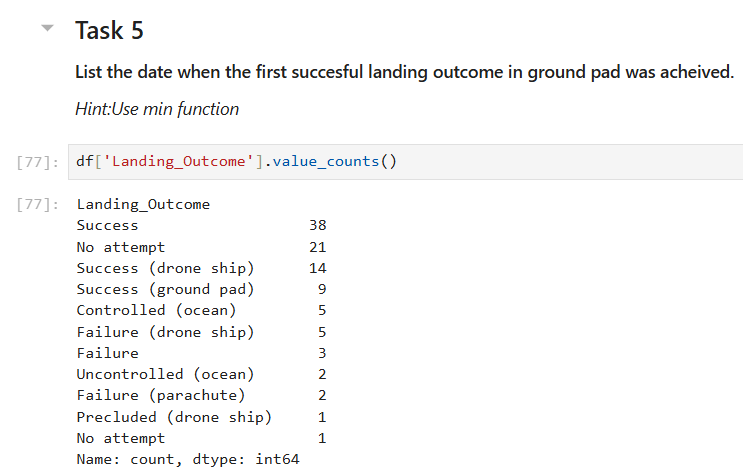 Task 5
List the date when the first succesful landing outcome in ground pad was acheived.
Hint:Use min function
[77]: df['Landing_Outcome'].value_counts()
[77]: Landing_Outcome
Success 38
No attempt 21
Success (drone ship) 14
Success (ground pad) 9
Controlled (ocean) 5
Failure (drone ship) 5
Failure 3
Uncontrolled (ocean) 2
Failure (parachute) 2
Precluded (drone ship) 1
No attempt 1
Name: count, dtype: int64